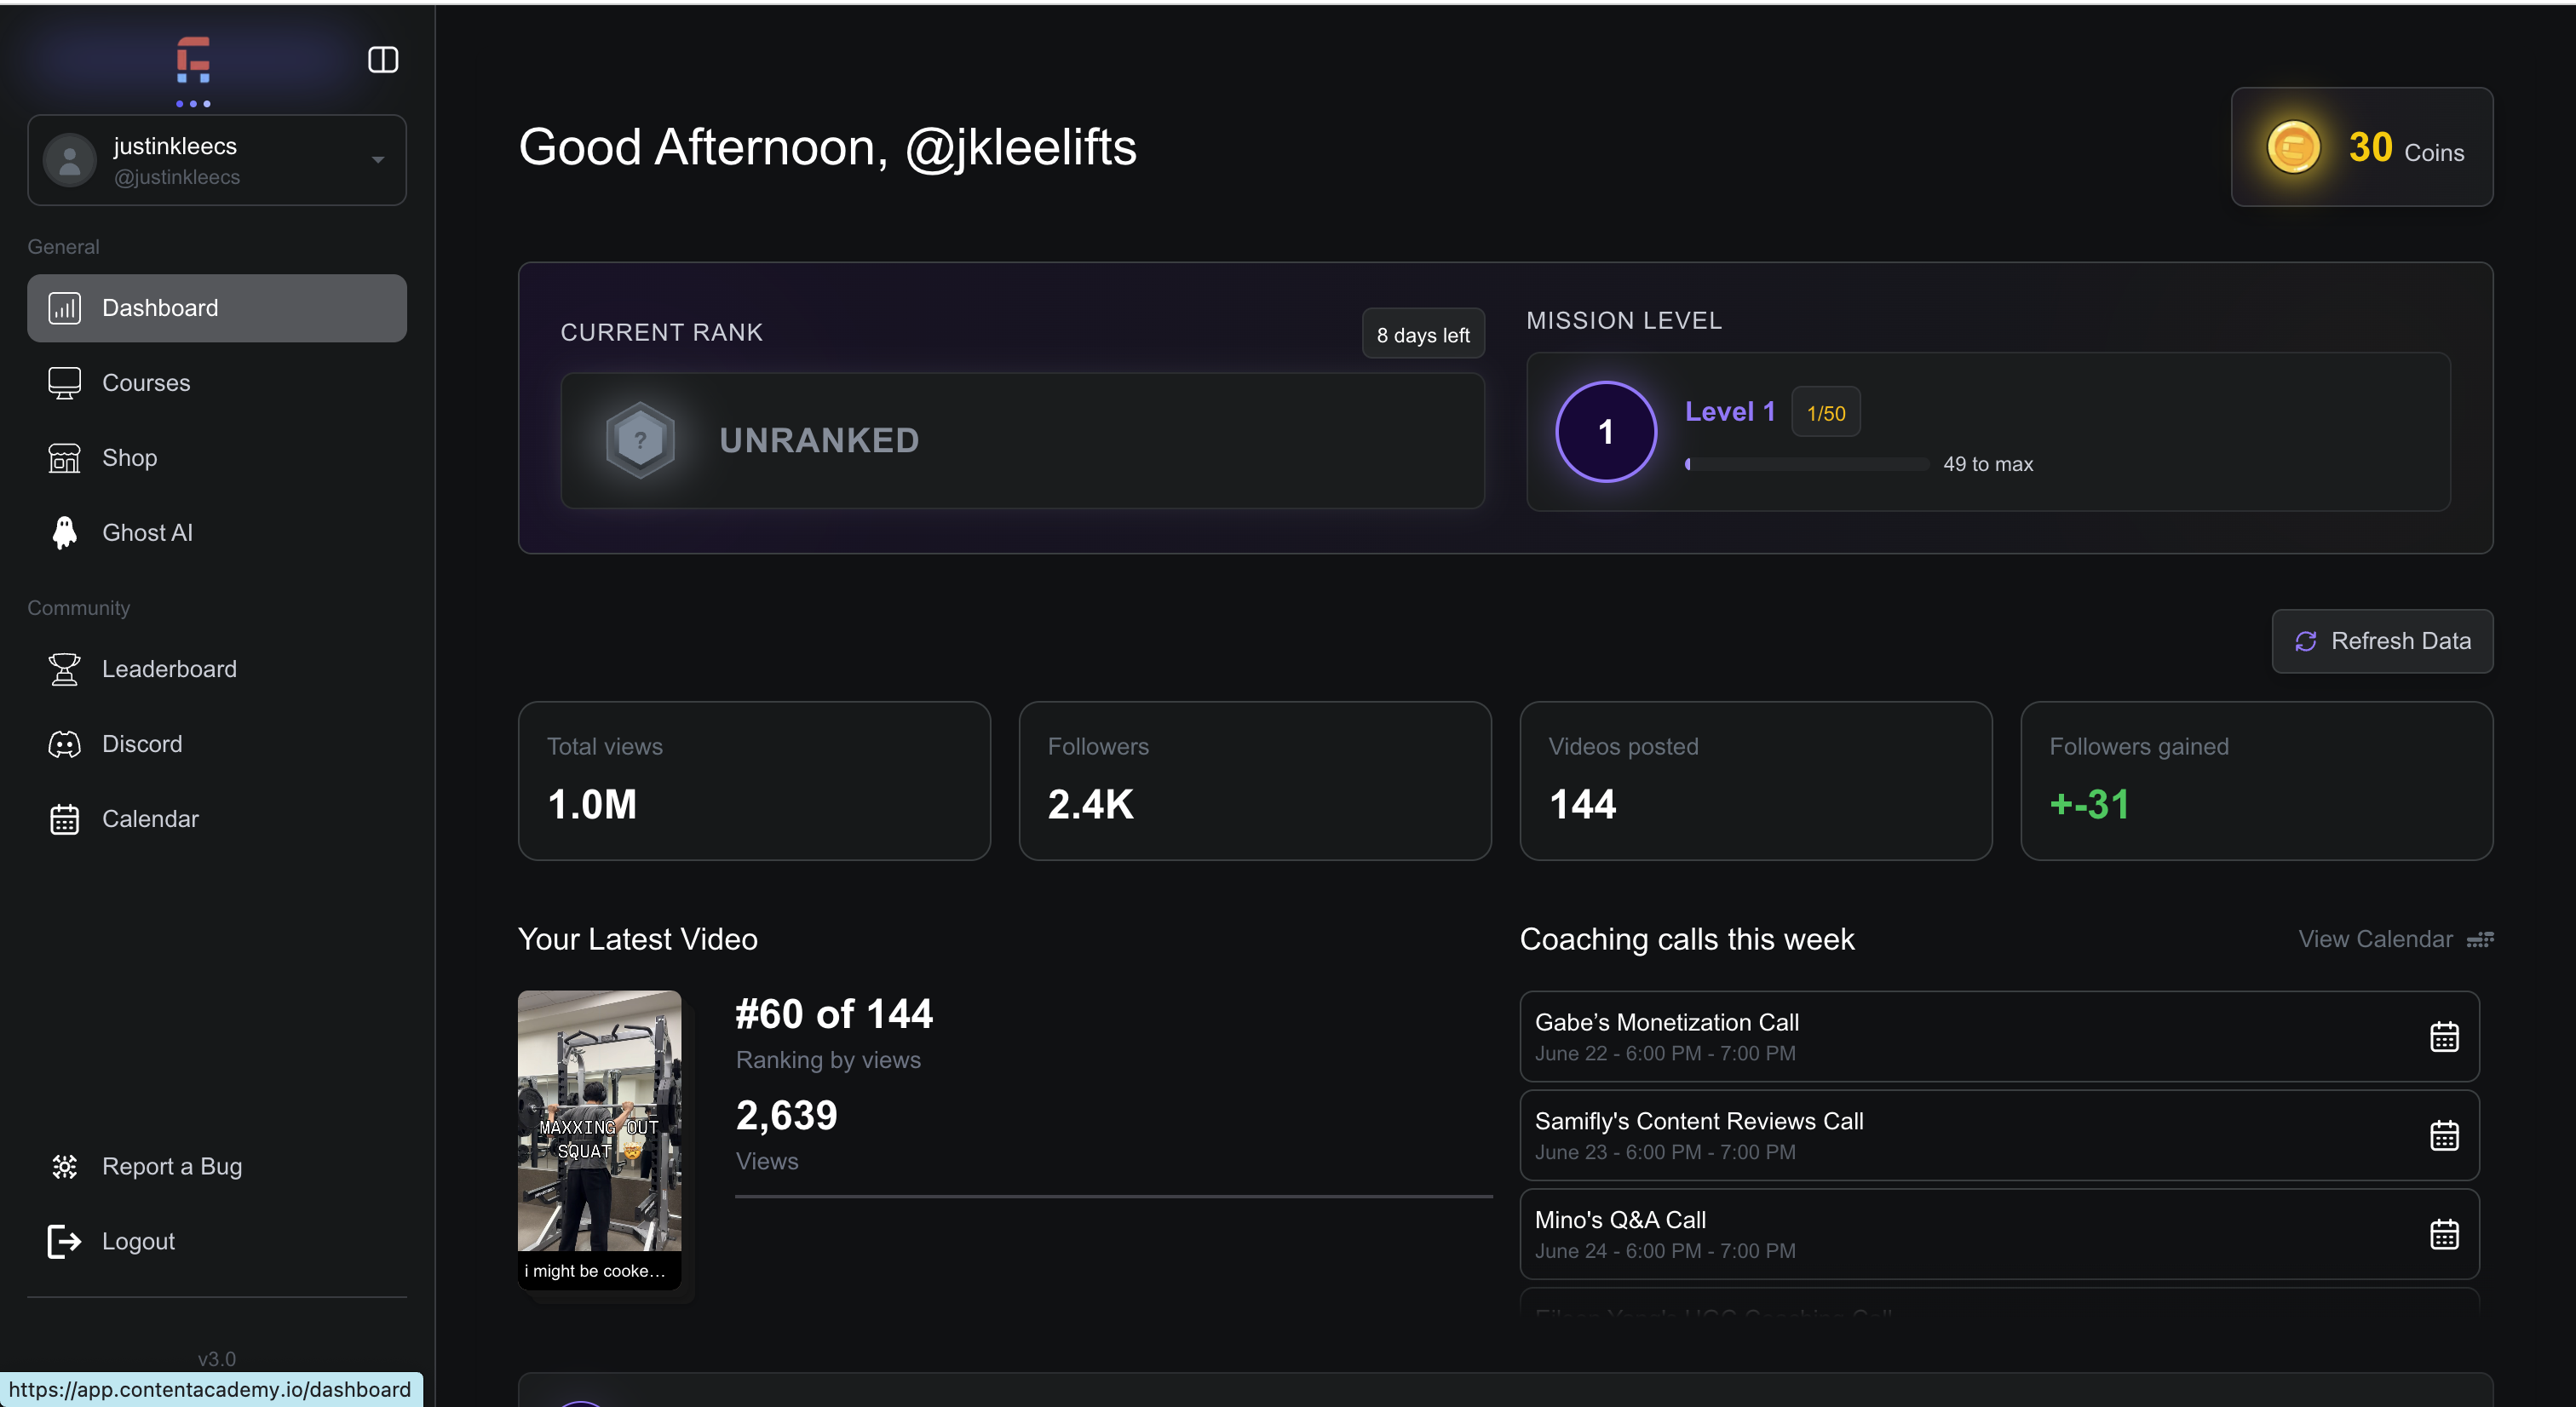 justinkleecs
@justinkleecs
General
Dashboard
Courses
Shop
Ghost AI
Community
Leaderboard
Discord
Calendar
Report a Bug
Logout
v3.0
https://app.contentacademy.io/dashboard
Good Afternoon, @jkleelifts
30 Coins
CURRENT RANK
8 days left
?
UNRANKED
MISSION LEVEL
1
Level 1
1/50
49 to max
Refresh Data
Total views
1.0M
Followers
2.4K
Videos posted
144
Followers gained
+-31
Your Latest Video
MAXXING OUT
SQUAT 🤯
i might be cooke...
#60 of 144
Ranking by views
2,639
Views
Coaching calls this week
View Calendar
Gabe’s Monetization Call
June 22 - 6:00 PM - 7:00 PM
Samifly's Content Reviews Call
June 23 - 6:00 PM - 7:00 PM
Mino's Q&A Call
June 24 - 6:00 PM - 7:00 PM